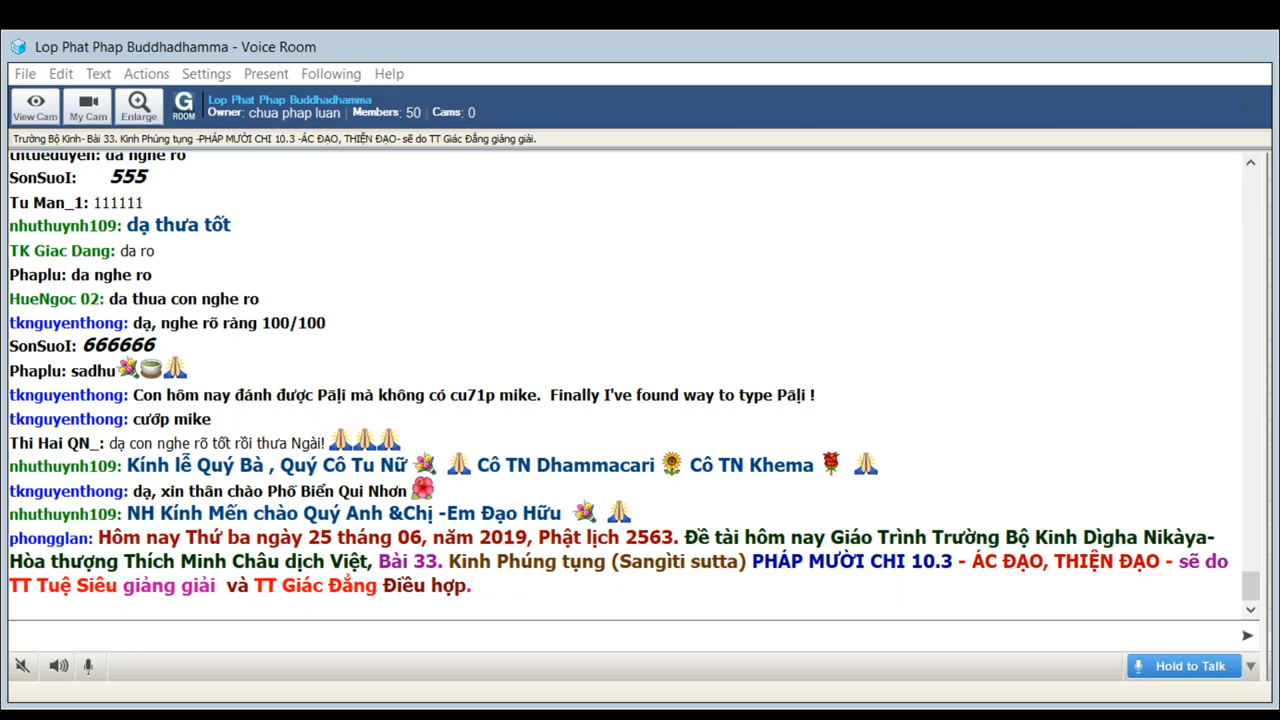 Lop Phat Phap Buddhadhamma - Voice Room
File Edit Text Actions Settings Present Following Help
View Cam My Cam Enlarge G ROOM Lop Phat Phap Buddhadhamma
Owner: chua phap luan | Members: 50 | Cams: 0
Trường Bộ Kinh- Bài 33. Kinh Phúng tụng -PHÁP MƯỜI CHI 10.3 -ÁC ĐẠO, THIỆN ĐẠO- sẽ do TT Giác Đẳng giảng giải.
thtueduyen: da nghe ro
SonSuoI: 555
Tu Man_1: 111111
nhuthuynh109: dạ thưa tốt
TK Giac Dang: da ro
Phaplu: da nghe ro
HueNgoc 02: da thua con nghe ro
tknguyenthong: dạ, nghe rõ ràng 100/100
SonSuoI: 666666
Phaplu: sadhu
tknguyenthong: Con hôm nay đánh được Pāḷi mà không có cu71p mike. Finally I've found way to type Pāḷi !
tknguyenthong: cướp mike
Thi Hai QN_: dạ con nghe rõ tốt rồi thưa Ngài!
nhuthuynh109: Kính lễ Quý Bà , Quý Cô Tu Nữ Cô TN Dhammacari Cô TN Khema
tknguyenthong: dạ, xin thân chào Phố Biển Qui Nhơn
nhuthuynh109: NH Kính Mến chào Quý Anh &Chị -Em Đạo Hữu
phongglan: Hôm nay Thứ ba ngày 25 tháng 06, năm 2019, Phật lịch 2563. Đề tài hôm nay Giáo Trình Trường Bộ Kinh Dìgha Nikàya-
Hòa thượng Thích Minh Châu dịch Việt, Bài 33. Kinh Phúng tụng (Sangìti sutta) PHÁP MƯỜI CHI 10.3 - ÁC ĐẠO, THIỆN ĐẠO - sẽ do
TT Tuệ Siêu giảng giải và TT Giác Đẳng Điều hợp.
Hold to Talk